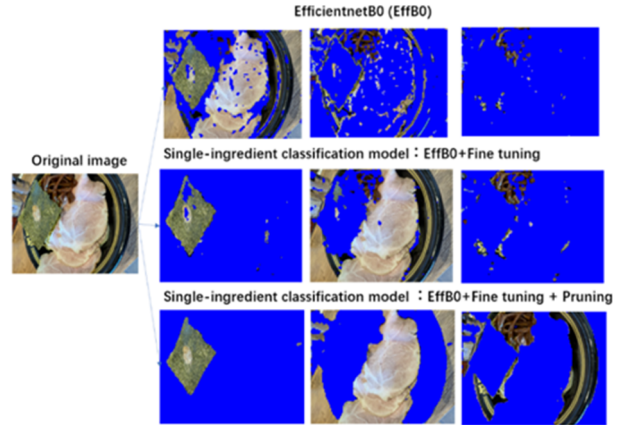 EfficientnetB0 (EffB0)
Original image
Single-ingredient classification model：EffB0+Fine tuning
Single-ingredient classification model ：EffB0+Fine tuning + Pruning